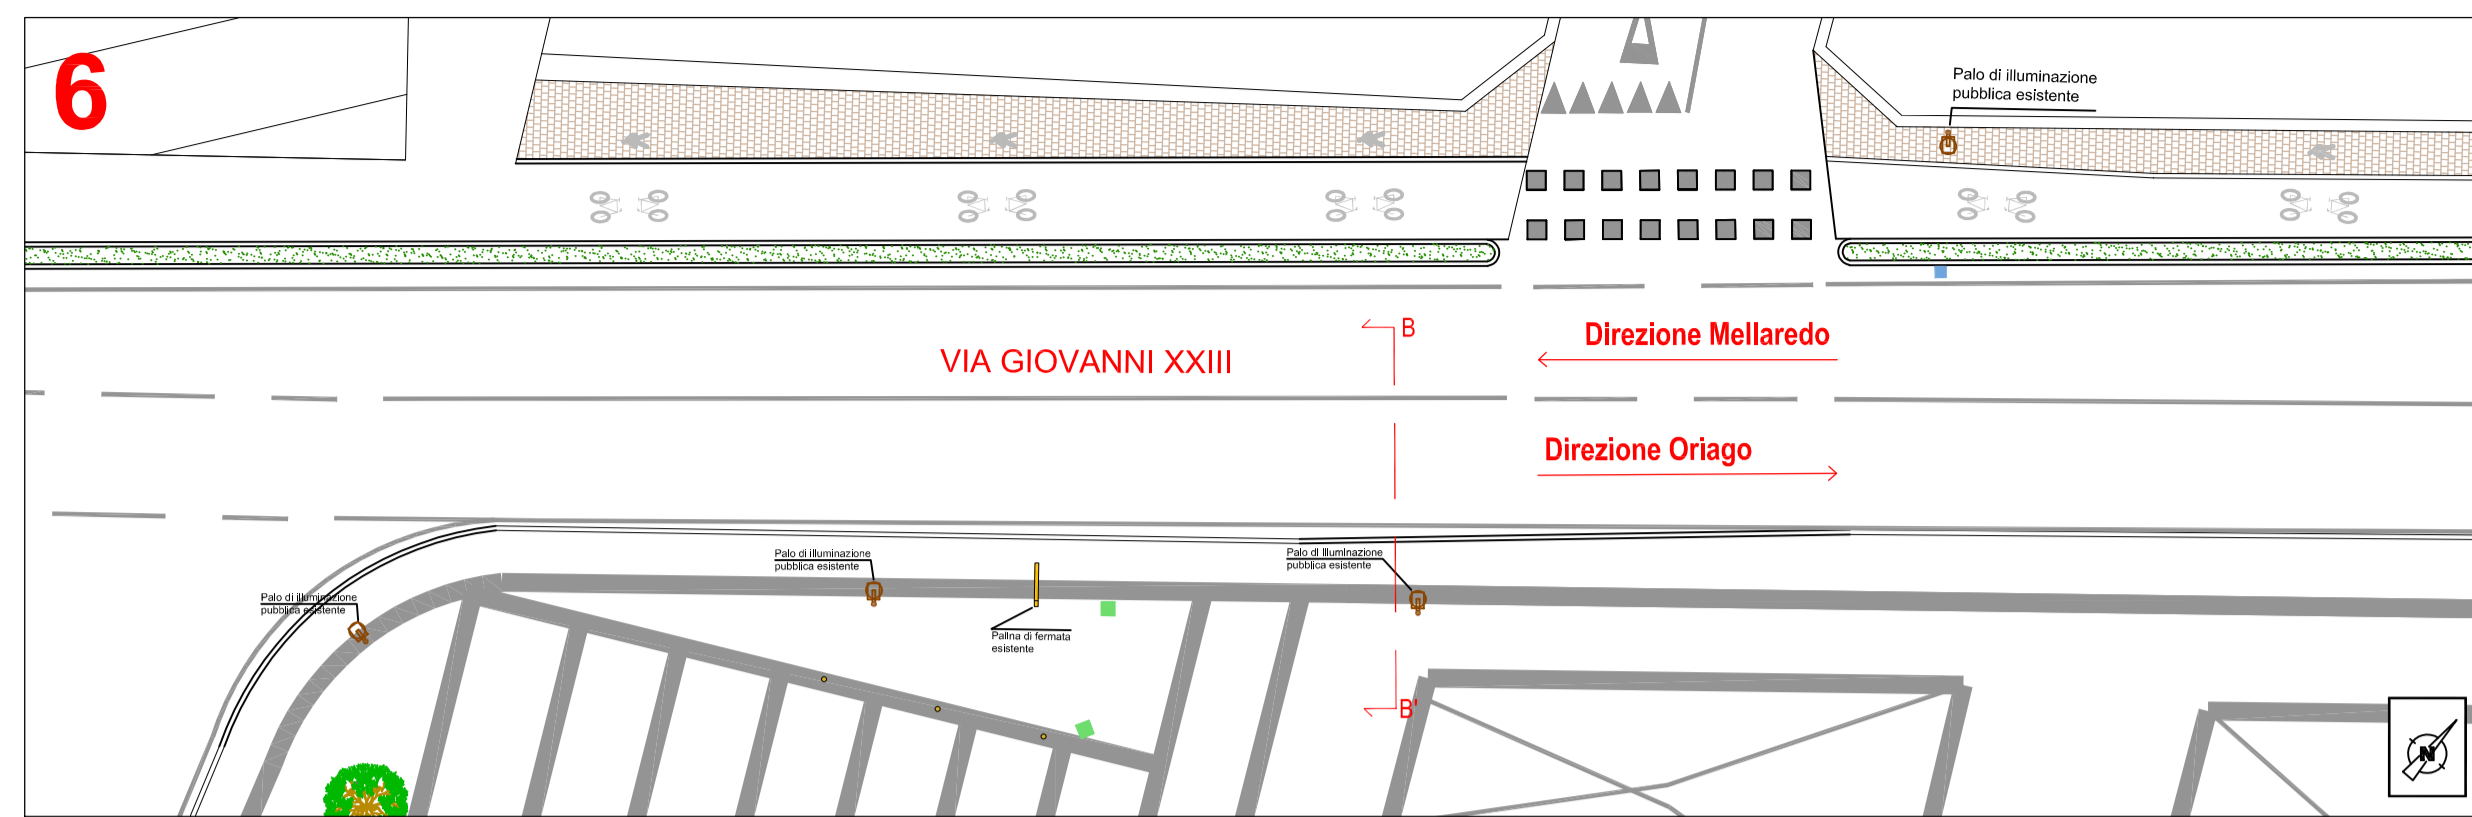 6
Palo di illuminazione
pubblica esistente
B
Direzione Mellaredo
VIA GIOVANNI XXIII
Direzione Oriago
Palo di illuminazione
pubblica esistente
Palo di illuminazione
pubblica esistente
Palo di illuminazione
pubblica esistente
Palina di fermata
esistente
B'
N